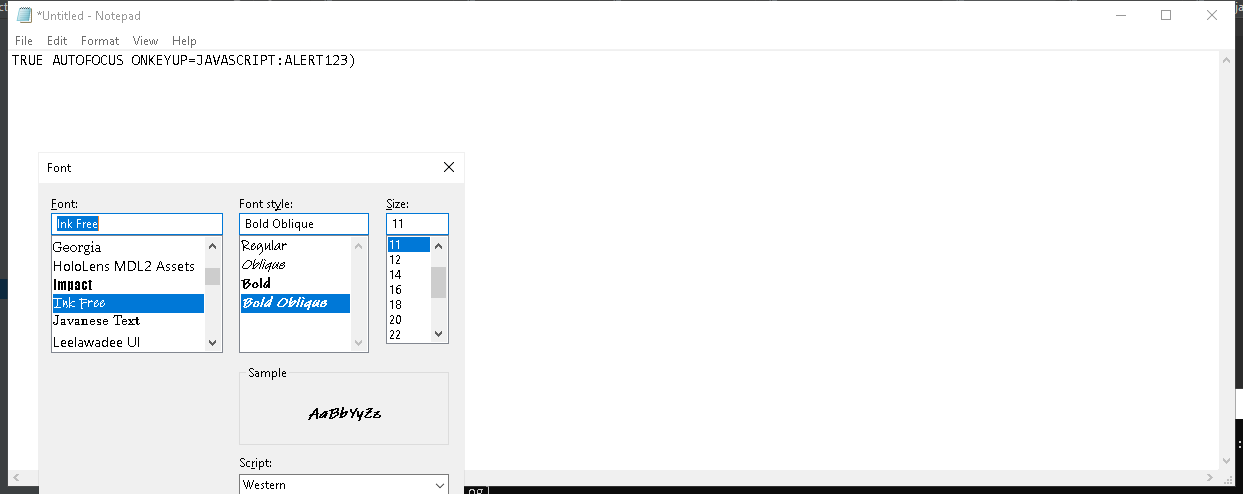 *Untitled - Notepad
File Edit Format View Help
TRUE AUTOFOCUS ONKEYUP=JAVASCRIPT:ALERT123)
Font
Font: Font style: Size:
Ink Free Bold Oblique 11
Georgia Regular 11
HoloLens MDL2 Assets Oblique 12
Impact Bold 14
Ink Free Bold Oblique 16
Javanese Text 18
Leelawadee UI 20
22
Sample
AaBbYyZz
Script:
Western